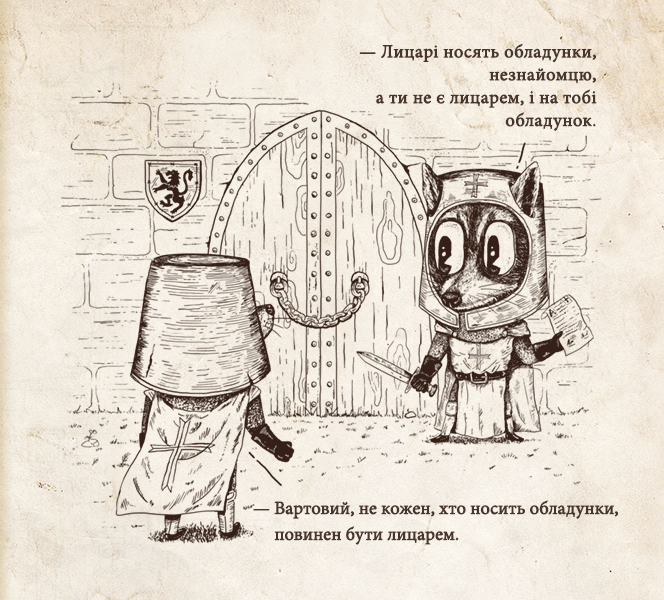 — Лицарі носять обладунки,
незнайомцю,
а ти не є лицарем, і на тобі
обладунок.
— Вартовий, не кожен, хто носить обладунки,
повинен бути лицарем.